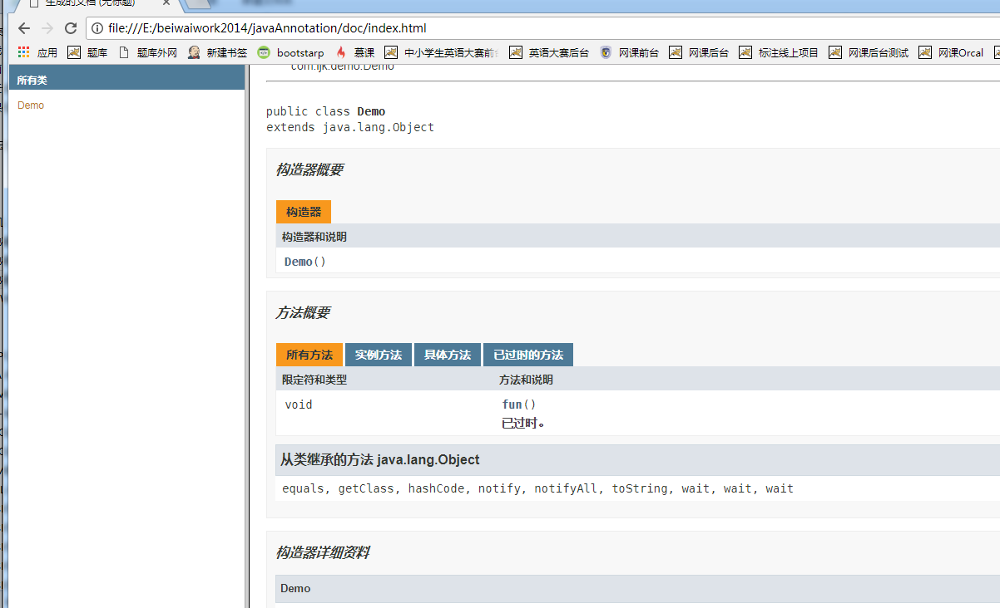 生成的文档 (无标题)
file:///E:/beiwaiwork2014/javaAnnotation/doc/index.html
应用 题库 题库外网 新建书签 bootstarp 慕课 中小学生英语大赛前 英语大赛后台 网课前台 网课后台 标注线上项目 网课后台测试 网课Orcal
所有类
Demo
com.ljk.demo.Demo
public class Demo
extends java.lang.Object
构造器概要
构造器
构造器和说明
Demo()
方法概要
所有方法 实例方法 具体方法 已过时的方法
限定符和类型 方法和说明
void fun()
已过时。
从类继承的方法 java.lang.Object
equals, getClass, hashCode, notify, notifyAll, toString, wait, wait, wait
构造器详细资料
Demo